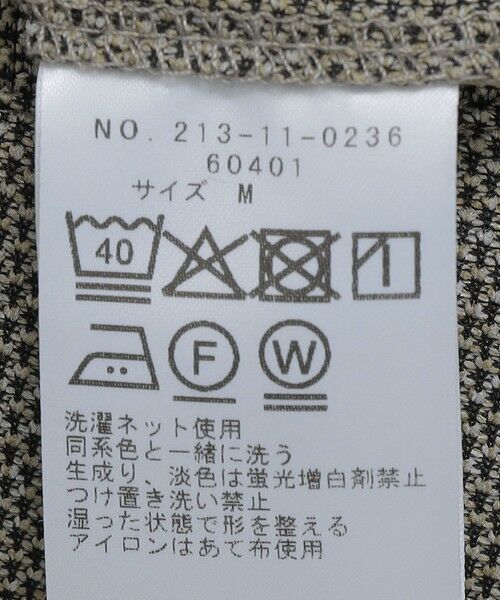 NO. 213-11-0236
60401
サイズ M
40
F W
洗濯ネット使用
同系色と一緒に洗う
生成り、淡色は蛍光増白剤禁止
つけ置き洗い禁止
湿った状態で形を整える
アイロンはあて布使用